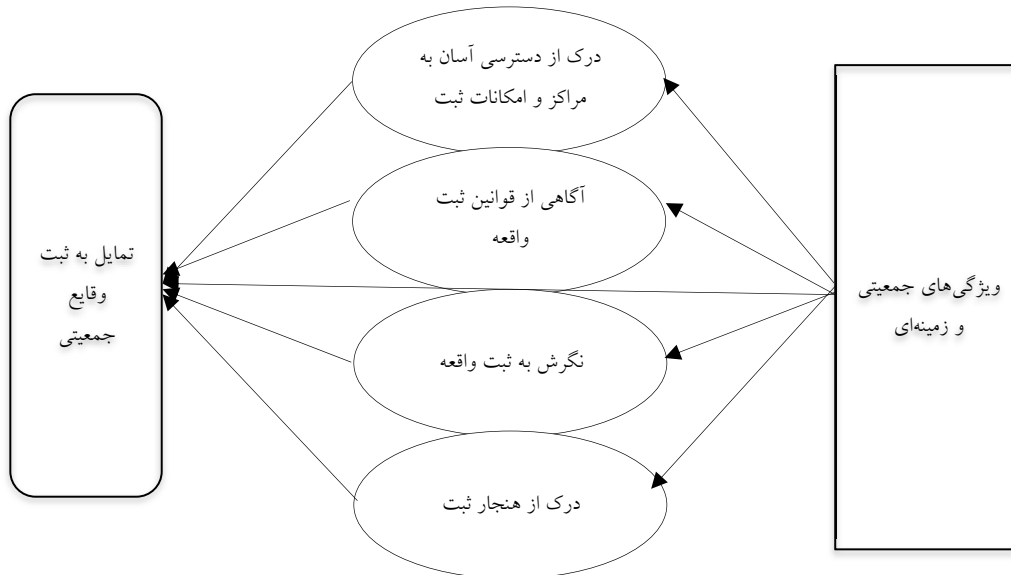 درک از دسترسی آسان به
مراکز و امکانات ثبت
آگاهی از قوانین ثبت
واقعه
ویژگی‌های جمعیتی
و زمینه‌ای
تمایل به ثبت
وقایع
جمعیتی
نگرش به ثبت واقعه
درک از هنجار ثبت